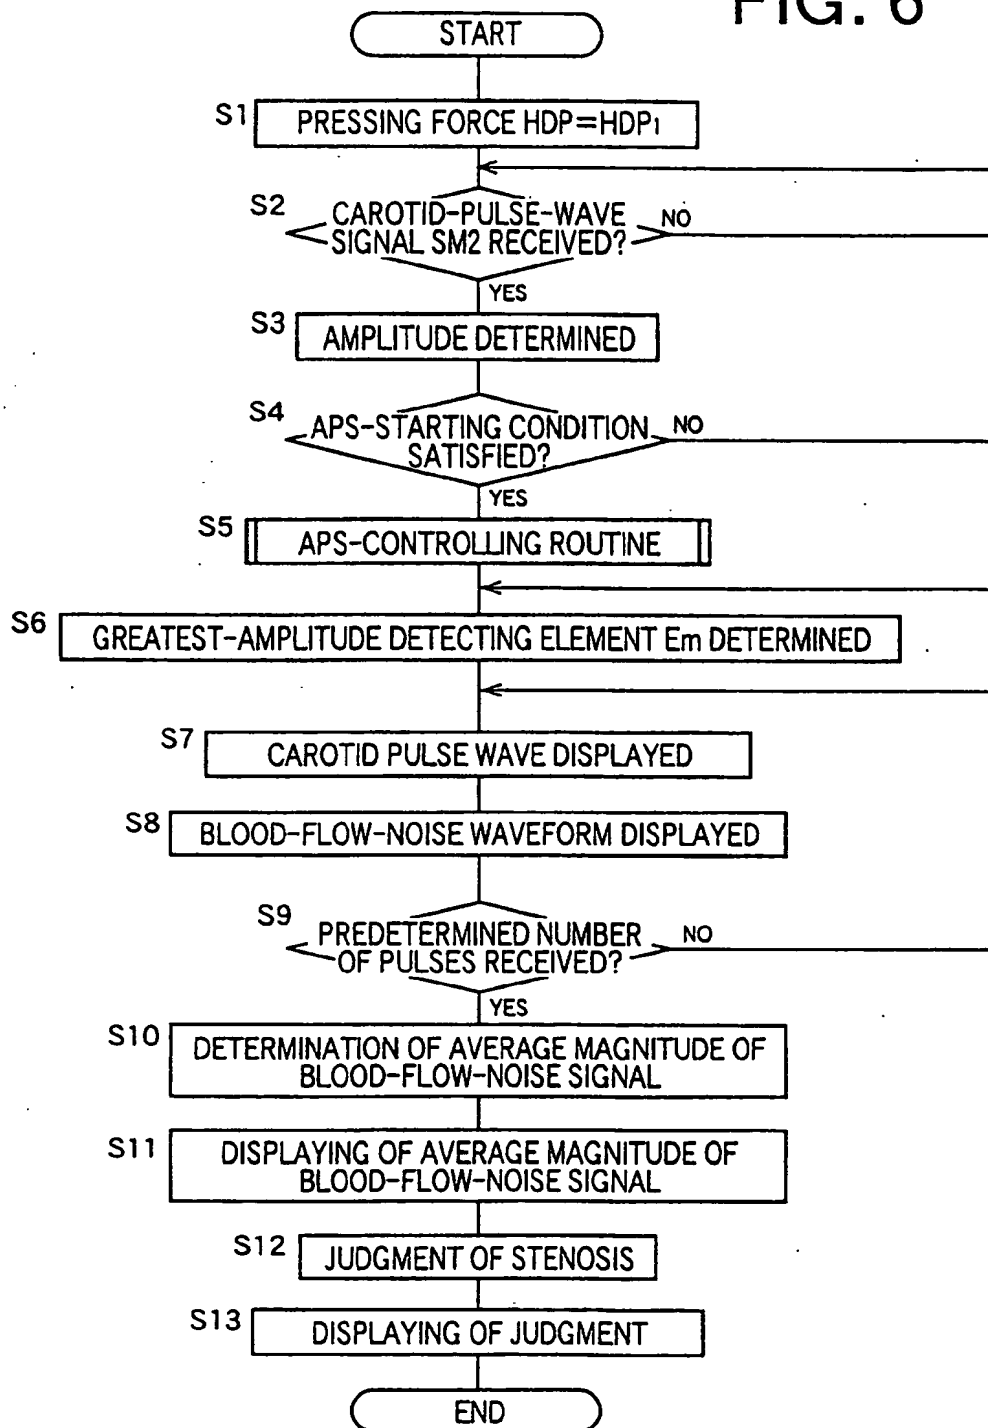 FIG. 6
START
S1
PRESSING FORCE HDP=HDP1
S2
CAROTID-PULSE-WAVE
SIGNAL SM2 RECEIVED?
NO
YES
S3
AMPLITUDE DETERMINED
S4
APS-STARTING CONDITION
SATISFIED?
NO
YES
S5
APS-CONTROLLING ROUTINE
S6
GREATEST-AMPLITUDE DETECTING ELEMENT Em DETERMINED
S7
CAROTID PULSE WAVE DISPLAYED
S8
BLOOD-FLOW-NOISE WAVEFORM DISPLAYED
S9
PREDETERMINED NUMBER
OF PULSES RECEIVED?
NO
YES
S10
DETERMINATION OF AVERAGE MAGNITUDE OF
BLOOD-FLOW-NOISE SIGNAL
S11
DISPLAYING OF AVERAGE MAGNITUDE OF
BLOOD-FLOW-NOISE SIGNAL
S12
JUDGMENT OF STENOSIS
S13
DISPLAYING OF JUDGMENT
END